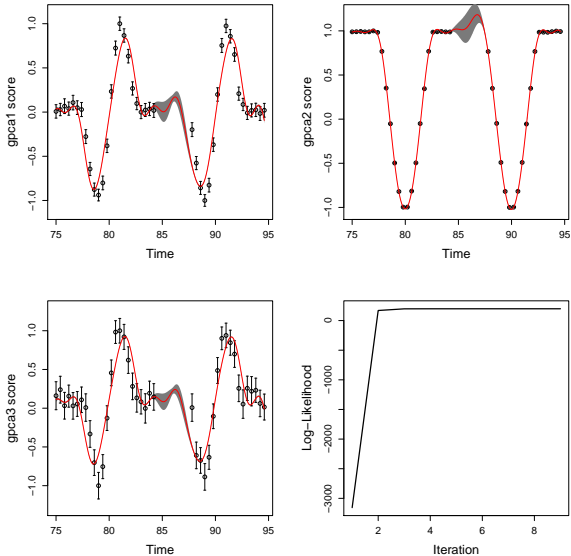 gpca1 score
1.0
0.5
0.0
-0.5
-1.0
75 80 85 90 95
Time
gpca2 score
1.0
0.5
0.0
-0.5
-1.0
75 80 85 90 95
Time
gpca3 score
1.0
0.5
0.0
-0.5
-1.0
75 80 85 90 95
Time
Log−Likelihood
0
-1000
-2000
-3000
2 4 6 8
Iteration